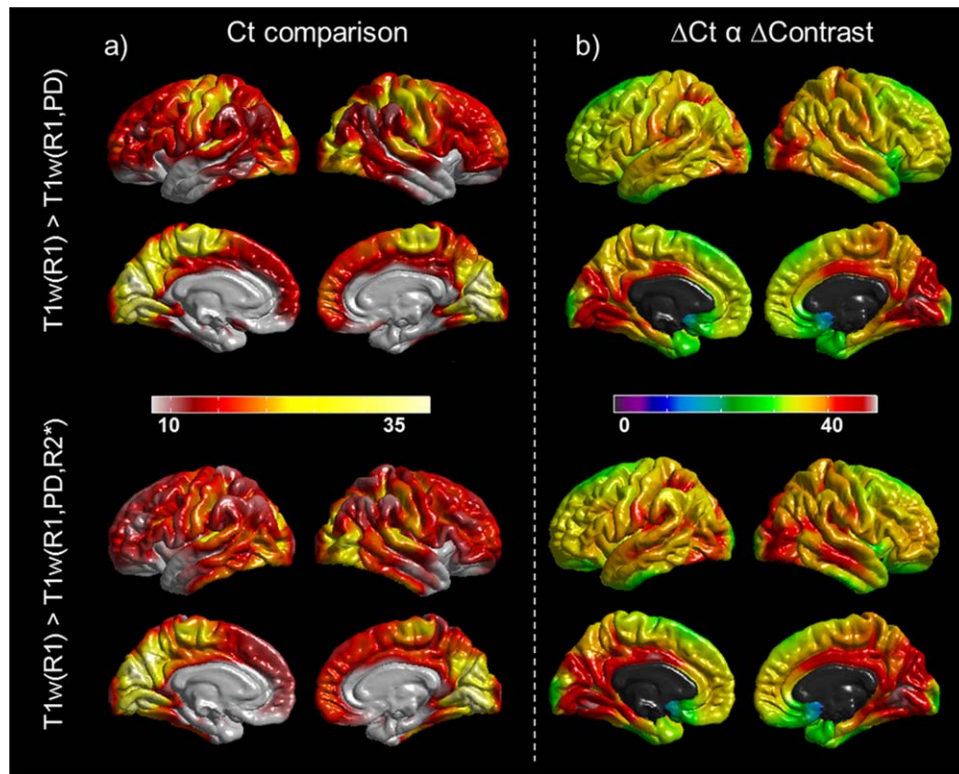 a)
Ct comparison
b)
ΔCt α ΔContrast
T1w(R1) > T1w(R1,PD)
10
35
0
40
T1w(R1) > T1w(R1,PD,R2*)